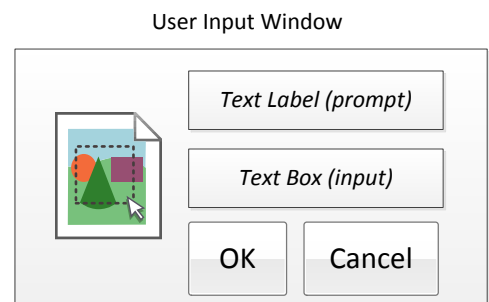 User Input Window
Text Label (prompt)
Text Box (input)
OK
Cancel